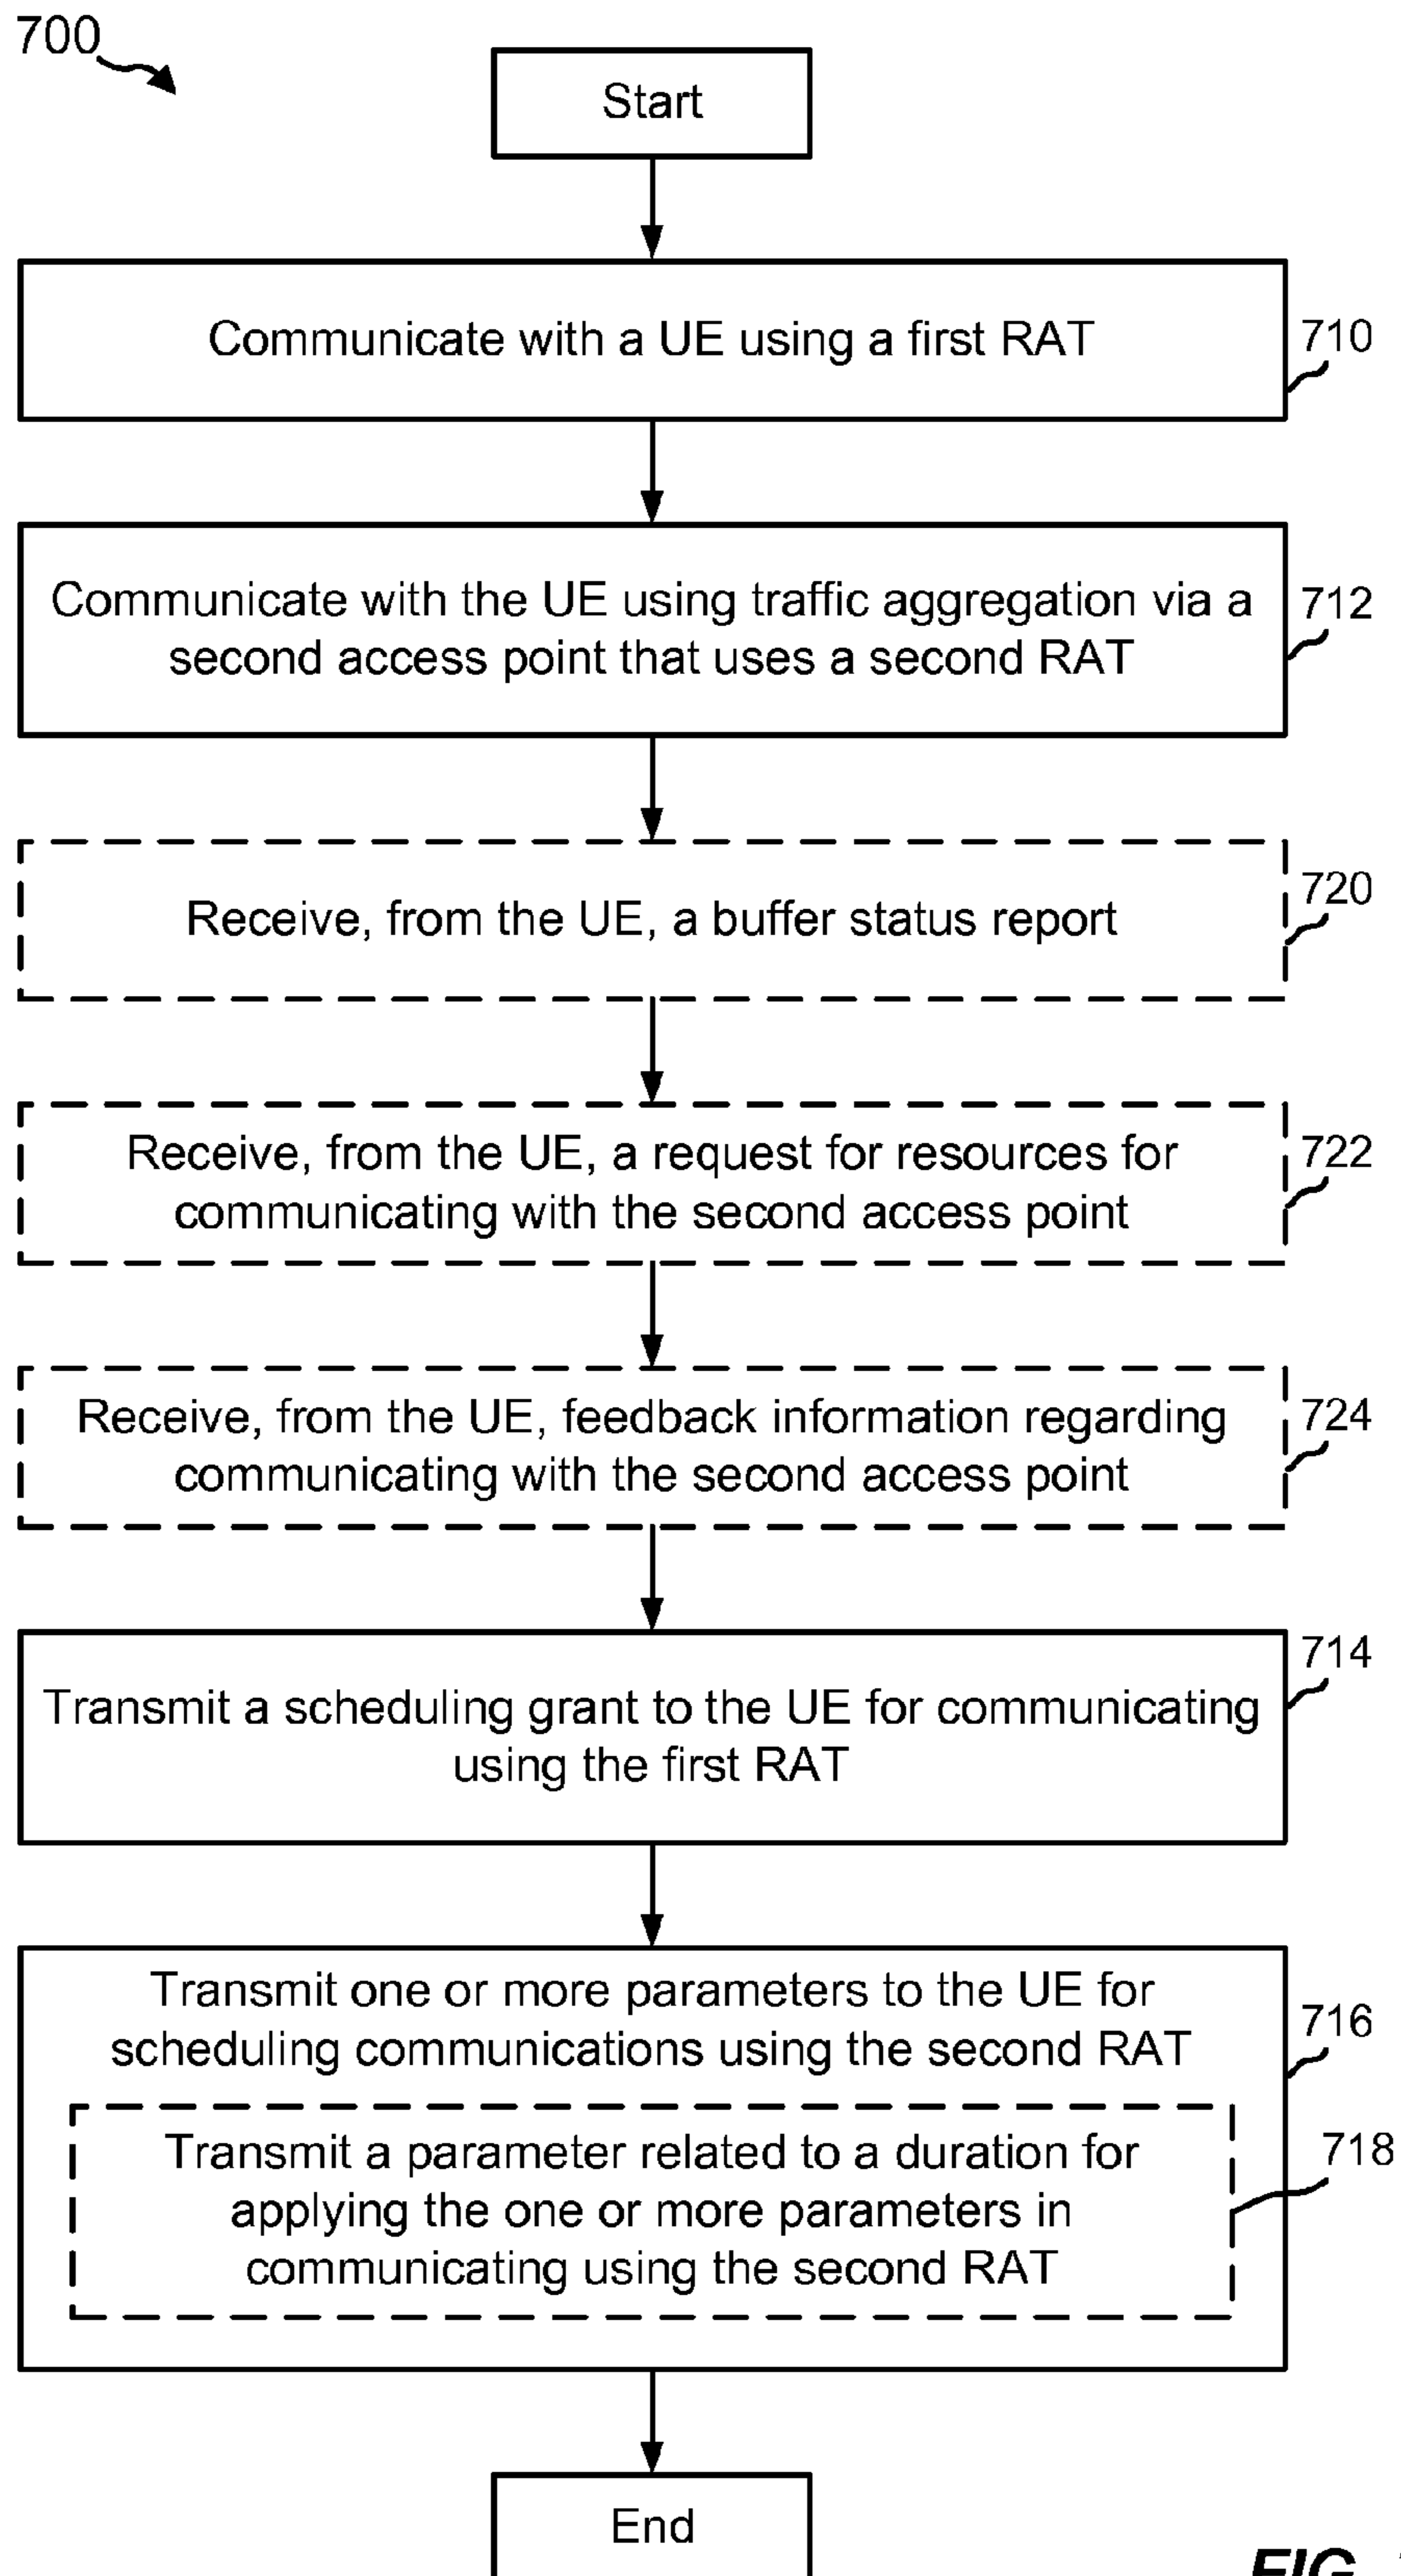 700
Start
Communicate with a UE using a first RAT
710
Communicate with the UE using traffic aggregation via a
second access point that uses a second RAT
712
Receive, from the UE, a buffer status report
720
Receive, from the UE, a request for resources for
communicating with the second access point
722
Receive, from the UE, feedback information regarding
communicating with the second access point
724
Transmit a scheduling grant to the UE for communicating
using the first RAT
714
Transmit one or more parameters to the UE for
scheduling communications using the second RAT
716
Transmit a parameter related to a duration for
applying the one or more parameters in
communicating using the second RAT
718
End
FIG.